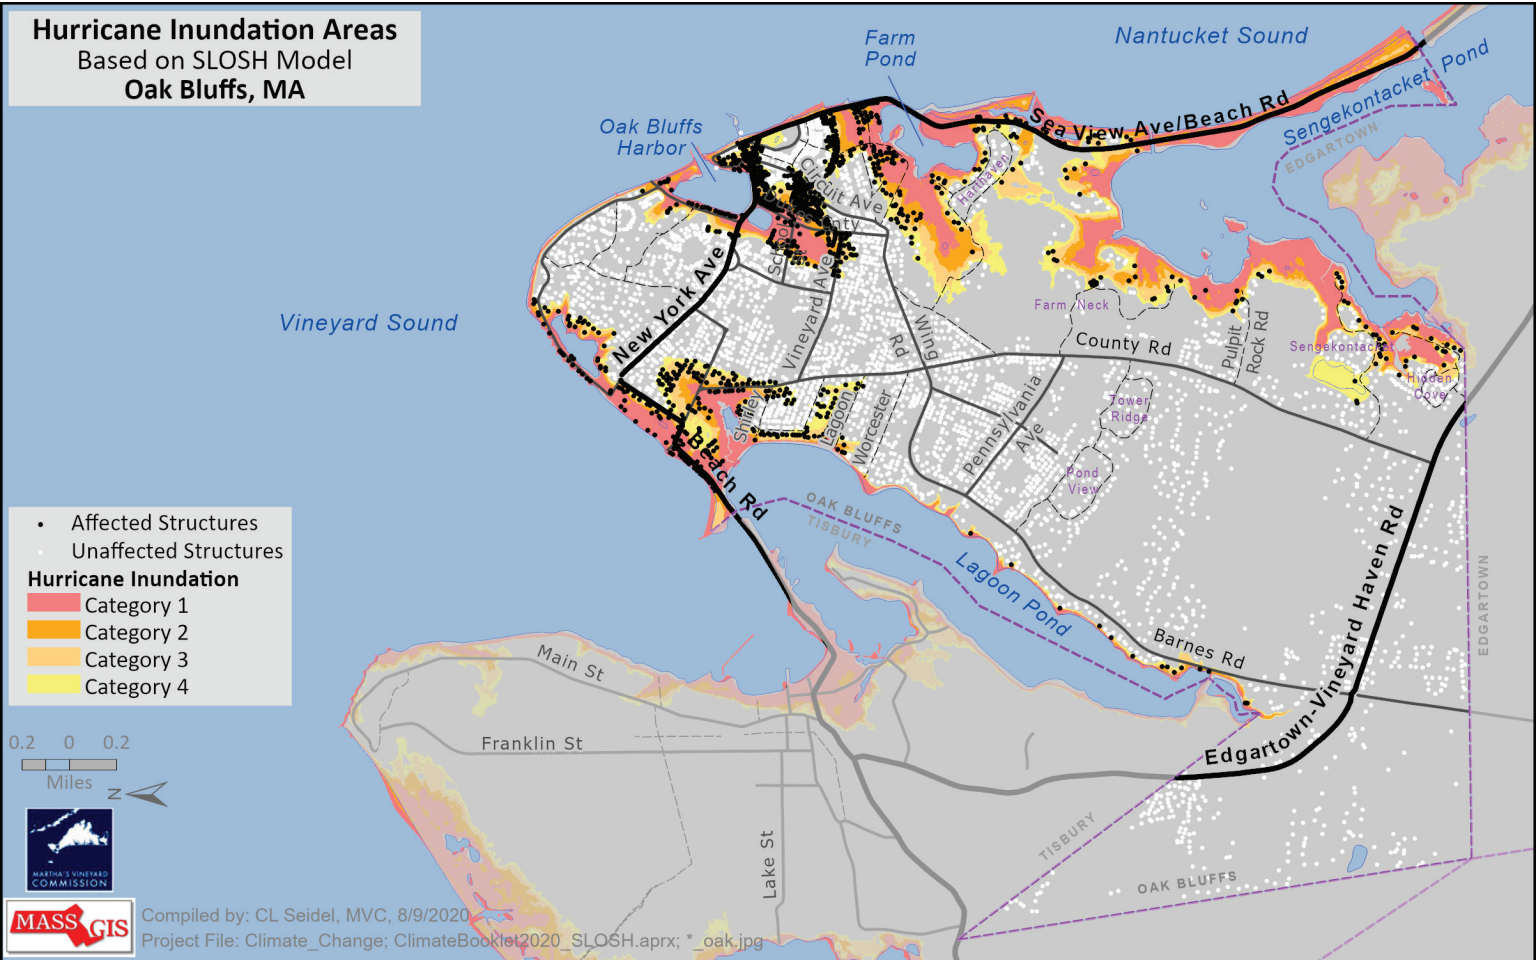 Hurricane Inundation Areas
Based on SLOSH Model
Oak Bluffs, MA
Nantucket Sound
Farm
Pond
Sengekontacket Pond
EDGARTOWN
Sea View Ave/Beach Rd
Oak Bluffs
Harbor
Harthaven
Circuit Ave
School
Vineyard Sound
New York Ave
Vineyard Ave
Wing
Rd
Farm Neck
County Rd
Pulpit
Rock Rd
Sengekontacket
Hidden
Cove
Tower
Ridge
Pennsylvania
Ave
Pond
View
Shirley
Lagoon
Worcester
Beach Rd
OAK BLUFFS
TISBURY
Lagoon Pond
Barnes Rd
Edgartown-Vineyard Haven Rd
EDGARTOWN
Affected Structures
Unaffected Structures
Hurricane Inundation
Category 1
Category 2
Category 3
Category 4
0.2 0 0.2
Miles
N
Main St
Franklin St
Lake St
TISBURY
OAK BLUFFS
MARTHA'S VINEYARD
COMMISSION
MASS GIS
Compiled by: CL Seidel, MVC, 8/9/2020
Project File: Climate_Change; ClimateBooklet2020_SLOSH.aprx; *_oak.jpg